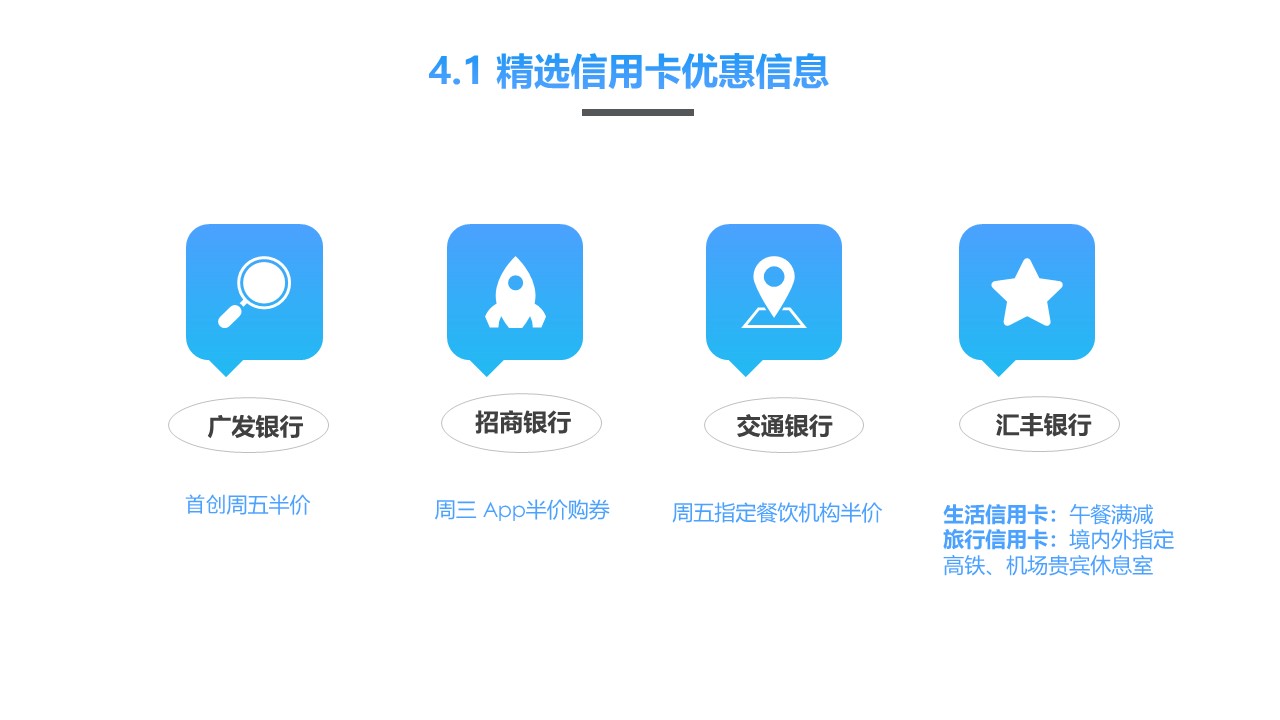 4.1 精选信用卡优惠信息
广发银行
招商银行
交通银行
汇丰银行
首创周五半价
周三 App半价购券
周五指定餐饮机构半价
生活信用卡：午餐满减
旅行信用卡：境内外指定
高铁、机场贵宾休息室